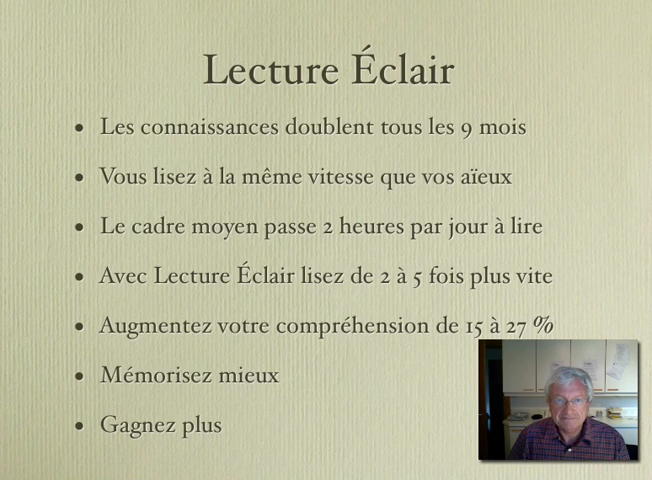 Lecture Éclair
• Les connaissances doublent tous les 9 mois
• Vous lisez à la même vitesse que vos aïeux
• Le cadre moyen passe 2 heures par jour à lire
• Avec Lecture Éclair lisez de 2 à 5 fois plus vite
• Augmentez votre compréhension de 15 à 27 %
• Mémorisez mieux
• Gagnez plus